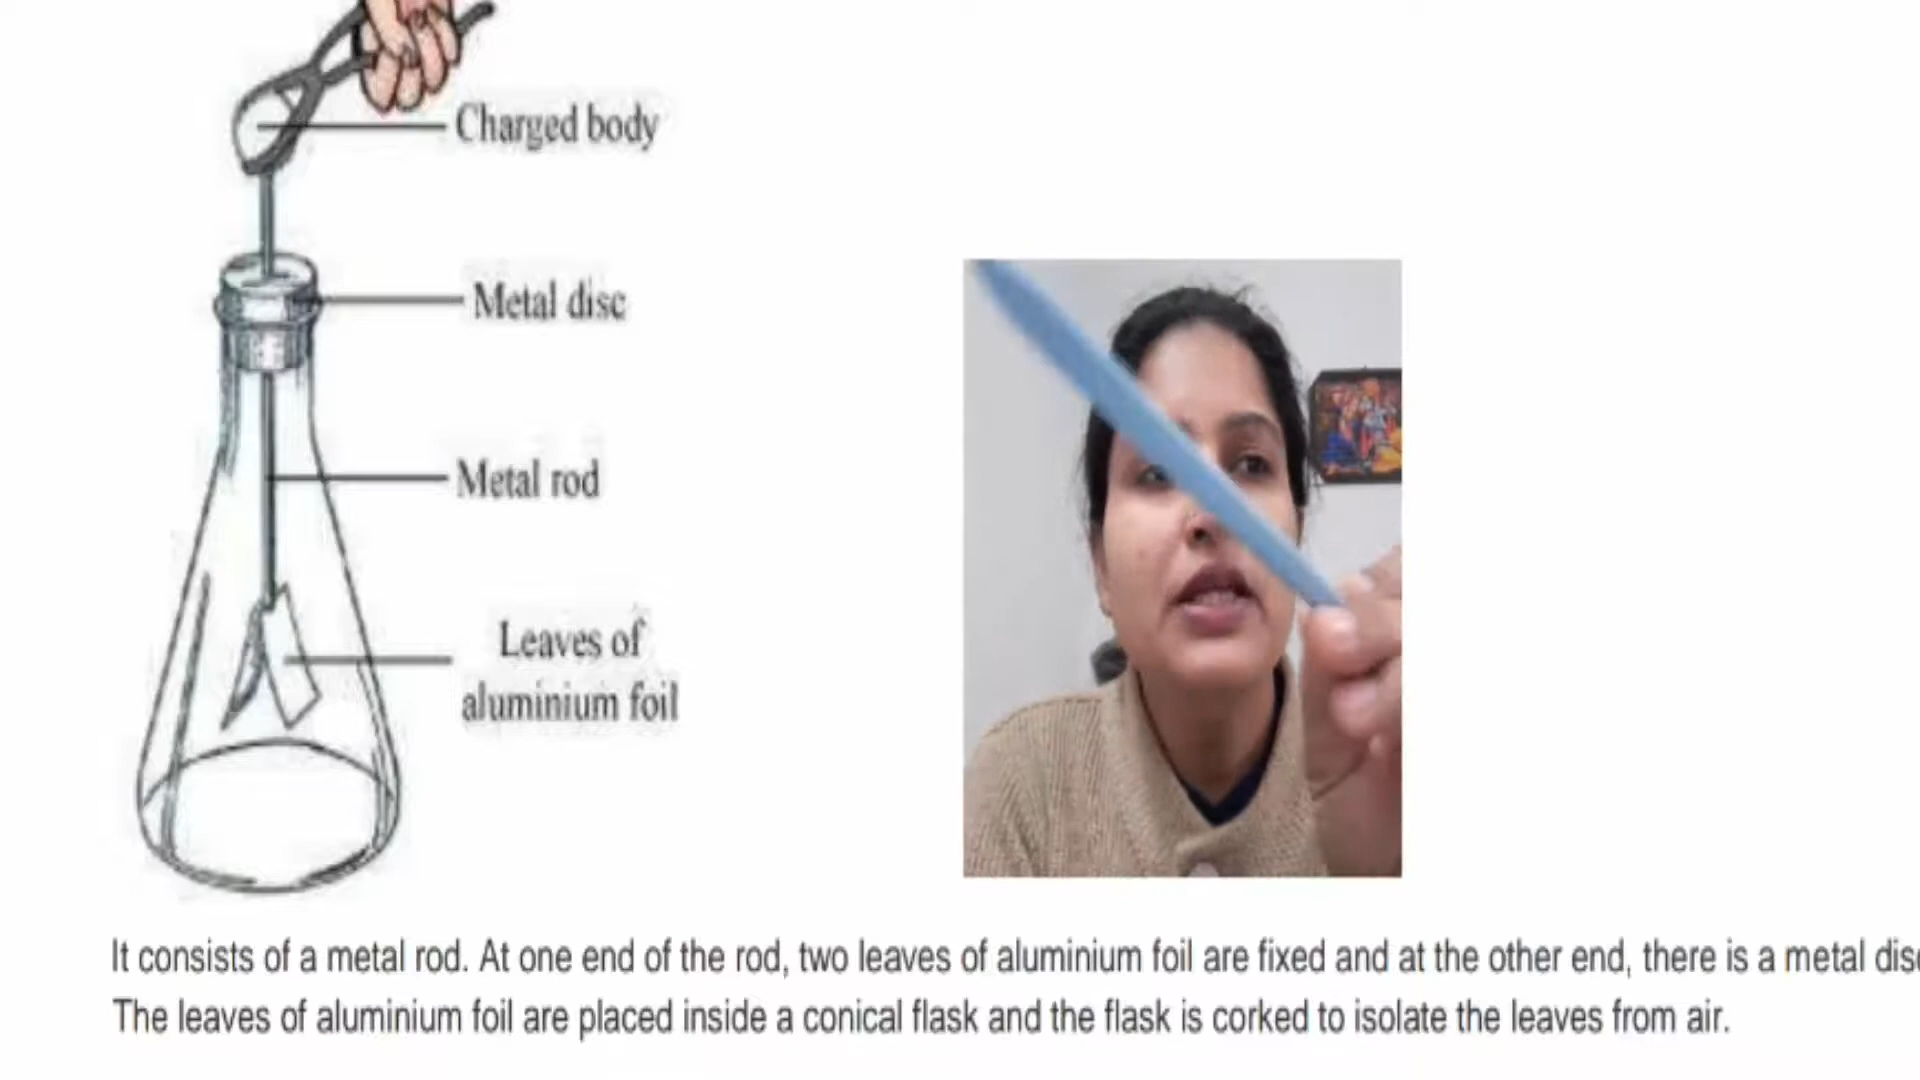 Charged body
Metal disc
Metal rod
Leaves of
aluminium foil
It consists of a metal rod. At one end of the rod, two leaves of aluminium foil are fixed and at the other end, there is a metal disc
The leaves of aluminium foil are placed inside a conical flask and the flask is corked to isolate the leaves from air.